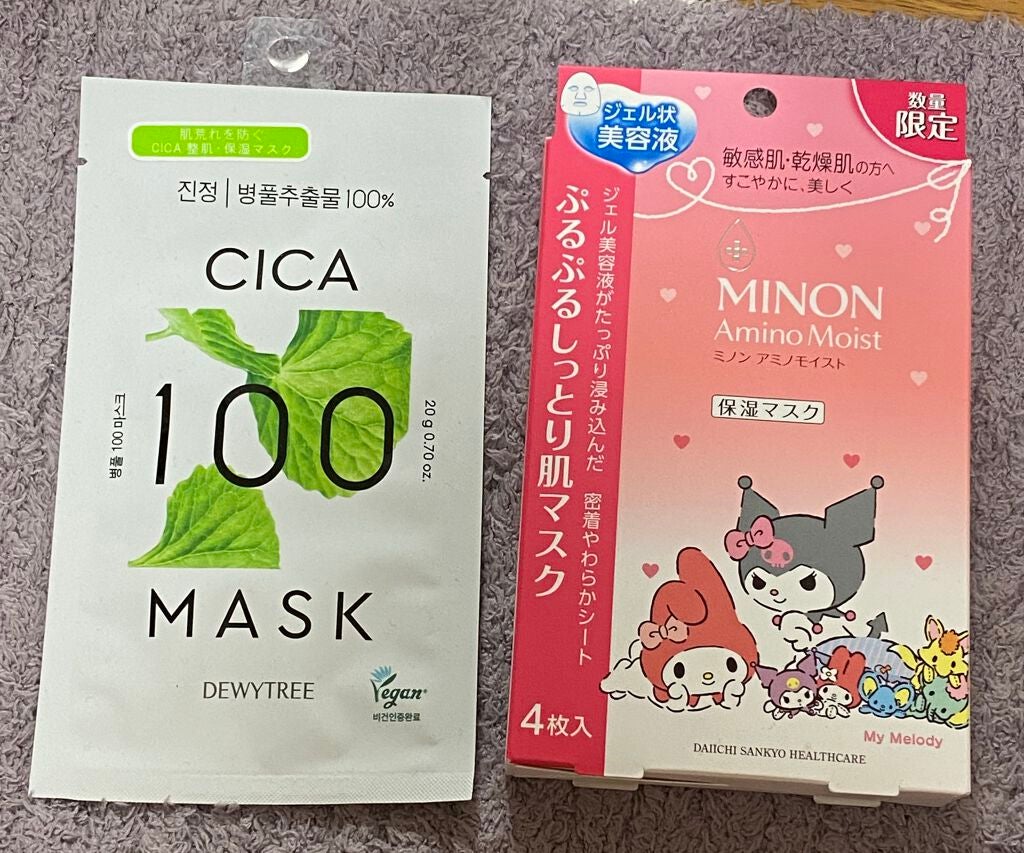 肌荒れを防ぐ
CICA 整肌・保湿マスク
진정 | 병풀추출물 100%
CICA
100
병풀 100 마스크
20 g 0.70 oz.
MASK
DEWYTREE
Vegan
비건인증완료
ジェル状
美容液
数量
限定
敏感肌・乾燥肌の方へ
すこやかに、美しく
ジェル美容液がたっぷり浸み込んだ 密着やわらかシート
ぷるぷるしっとり肌マスク
4枚入
MINON
Amino Moist
ミノン アミノモイスト
保湿マスク
My Melody
DAIICHI SANKYO HEALTHCARE